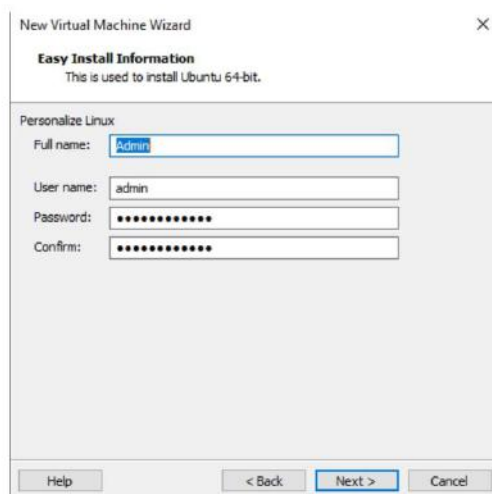 New Virtual Machine Wizard
Easy Install Information
This is used to install Ubuntu 64-bit.
Personalize Linux
Full name: Admin
User name: admin
Password: ●●●●●●●●●●●●
Confirm: ●●●●●●●●●●●●
Help < Back Next > Cancel